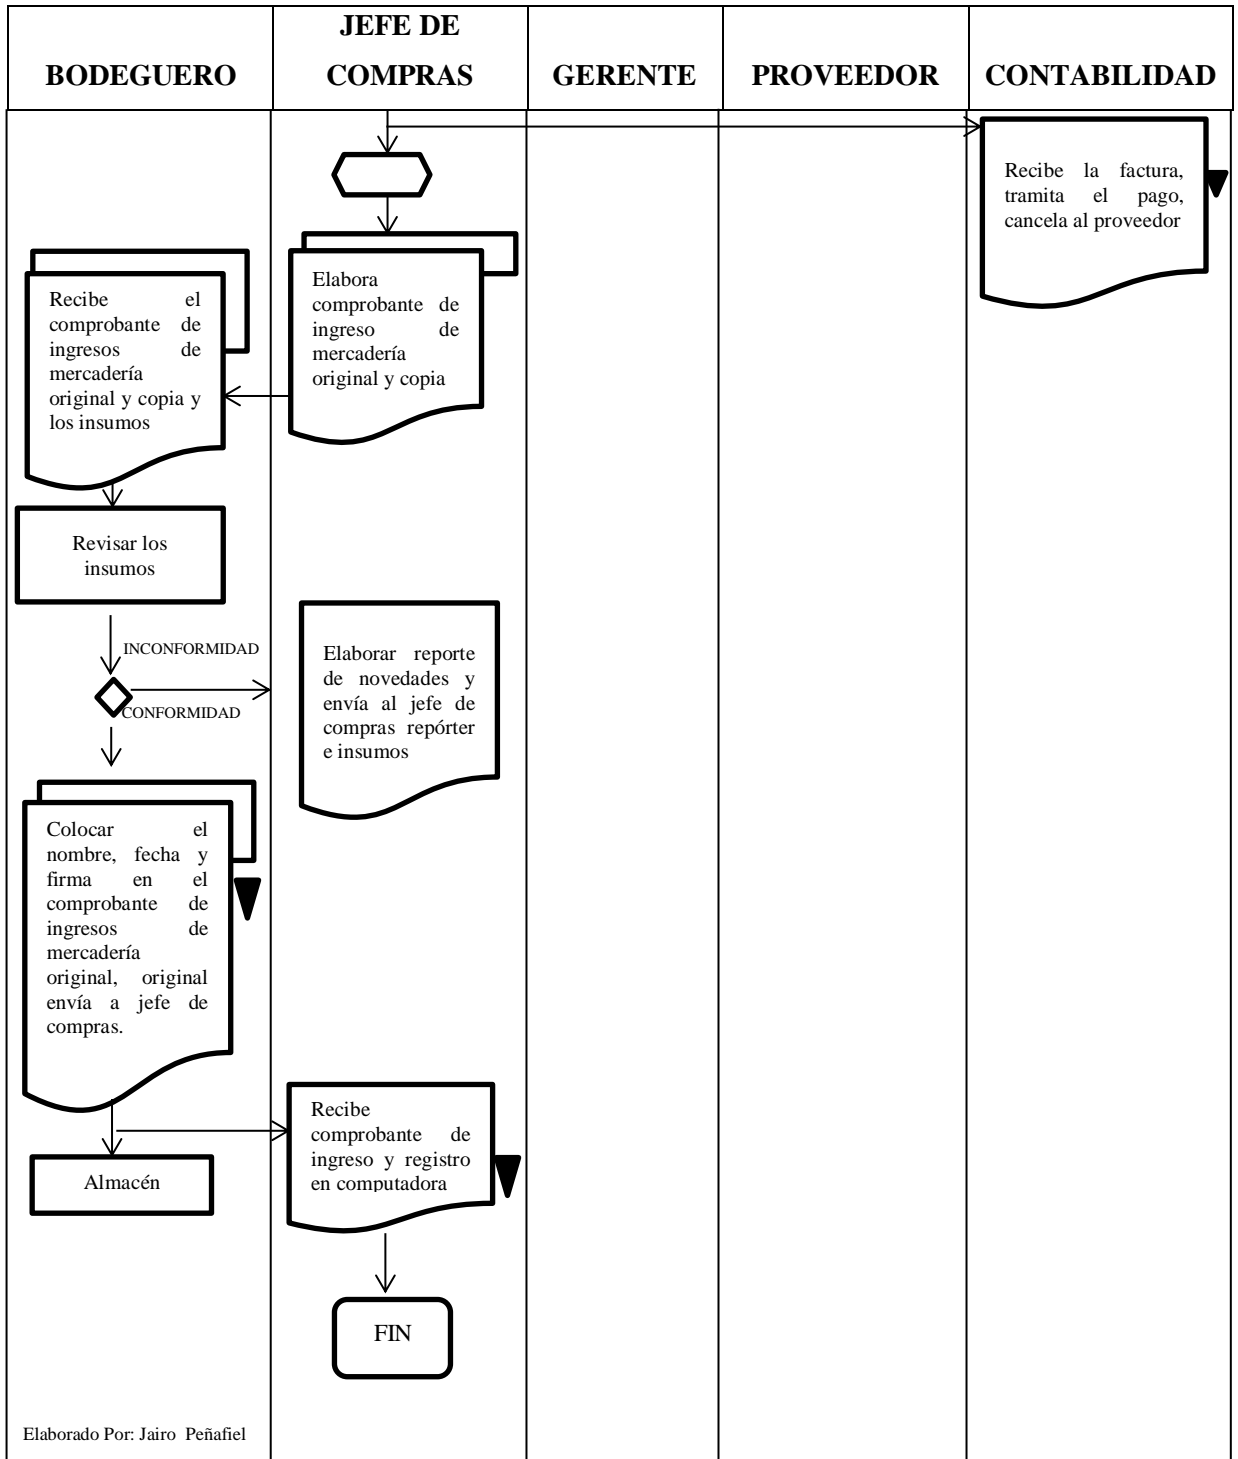 BODEGUERO
JEFE DE
COMPRAS
GERENTE
PROVEEDOR
CONTABILIDAD
Recibe la factura,
tramita el pago,
cancela al proveedor
Elabora
comprobante de
ingreso de
mercadería
original y copia
Recibe el
comprobante de
ingresos de
mercadería
original y copia y
los insumos
Revisar los
insumos
INCONFORMIDAD
CONFORMIDAD
Elaborar reporte
de novedades y
envía al jefe de
compras repórter
e insumos
Colocar el
nombre, fecha y
firma en el
comprobante de
ingresos de
mercadería
original, original
envía a jefe de
compras.
Recibe
comprobante de
ingreso y registro
en computadora
Almacén
FIN
Elaborado Por: Jairo Peñafiel